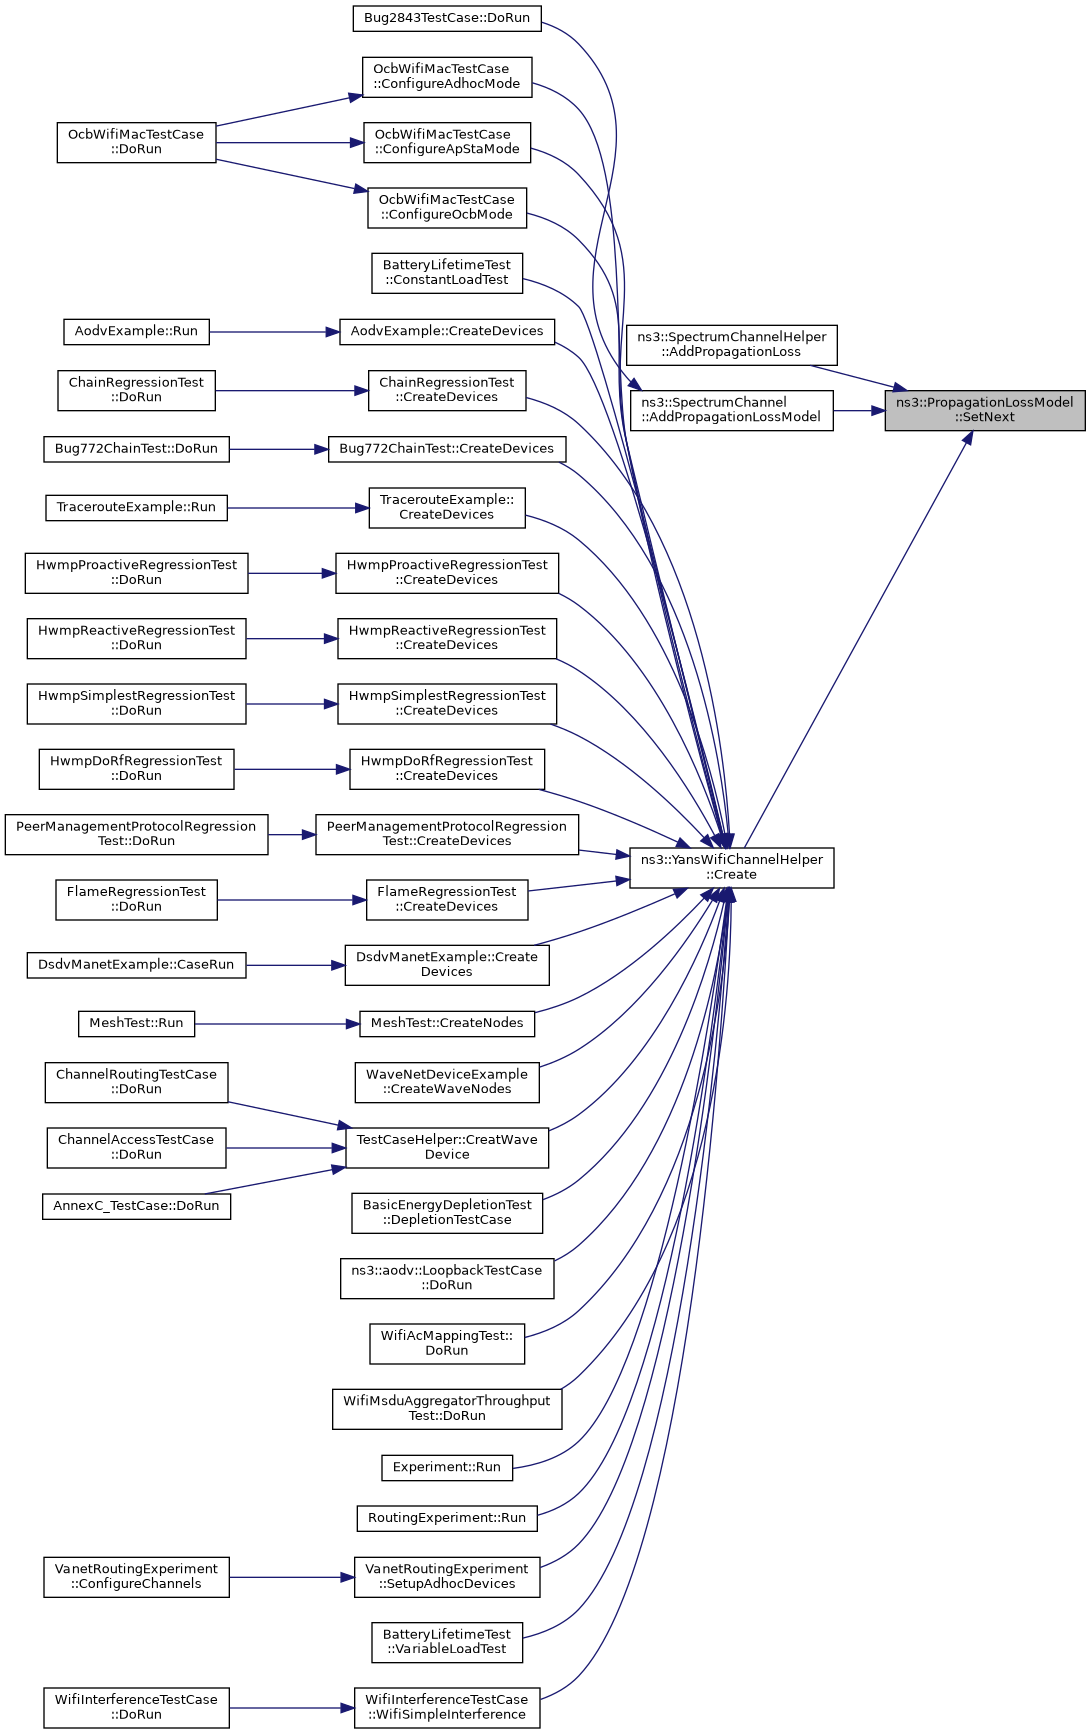 Bug2843TestCase::DoRun
OcbWifiMacTestCase
::ConfigureAdhocMode
OcbWifiMacTestCase
::DoRun
OcbWifiMacTestCase
::ConfigureApStaMode
OcbWifiMacTestCase
::ConfigureOcbMode
BatteryLifetimeTest
::ConstantLoadTest
AodvExample::Run
AodvExample::CreateDevices
ns3::SpectrumChannelHelper
::AddPropagationLoss
ChainRegressionTest
::DoRun
ChainRegressionTest
::CreateDevices
ns3::SpectrumChannel
::AddPropagationLossModel
ns3::PropagationLossModel
::SetNext
Bug772ChainTest::DoRun
Bug772ChainTest::CreateDevices
TracerouteExample::Run
TracerouteExample::
CreateDevices
HwmpProactiveRegressionTest
::DoRun
HwmpProactiveRegressionTest
::CreateDevices
HwmpReactiveRegressionTest
::DoRun
HwmpReactiveRegressionTest
::CreateDevices
HwmpSimplestRegressionTest
::DoRun
HwmpSimplestRegressionTest
::CreateDevices
HwmpDoRfRegressionTest
::DoRun
HwmpDoRfRegressionTest
::CreateDevices
PeerManagementProtocolRegression
Test::DoRun
PeerManagementProtocolRegression
Test::CreateDevices
ns3::YansWifiChannelHelper
::Create
FlameRegressionTest
::DoRun
FlameRegressionTest
::CreateDevices
DsdvManetExample::CaseRun
DsdvManetExample::Create
Devices
MeshTest::Run
MeshTest::CreateNodes
WaveNetDeviceExample
::CreateWaveNodes
ChannelRoutingTestCase
::DoRun
ChannelAccessTestCase
::DoRun
TestCaseHelper::CreatWave
Device
AnnexC_TestCase::DoRun
BasicEnergyDepletionTest
::DepletionTestCase
ns3::aodv::LoopbackTestCase
::DoRun
WifiAcMappingTest::
DoRun
WifiMsduAggregatorThroughput
Test::DoRun
Experiment::Run
RoutingExperiment::Run
VanetRoutingExperiment
::ConfigureChannels
VanetRoutingExperiment
::SetupAdhocDevices
BatteryLifetimeTest
::VariableLoadTest
WifiInterferenceTestCase
::DoRun
WifiInterferenceTestCase
::WifiSimpleInterference